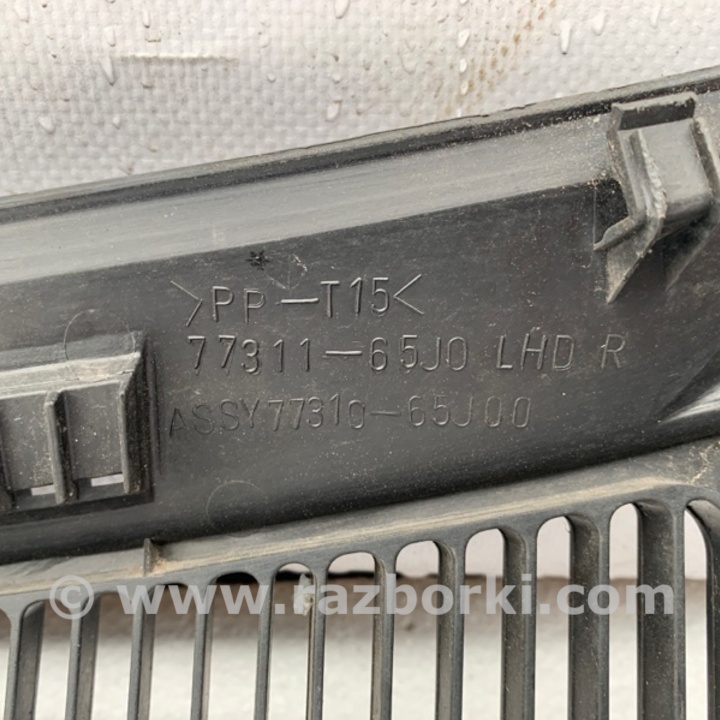 >PP-T15<
77311-65J0 LHD R
ASSY77310-65J00
© www.razborki.com